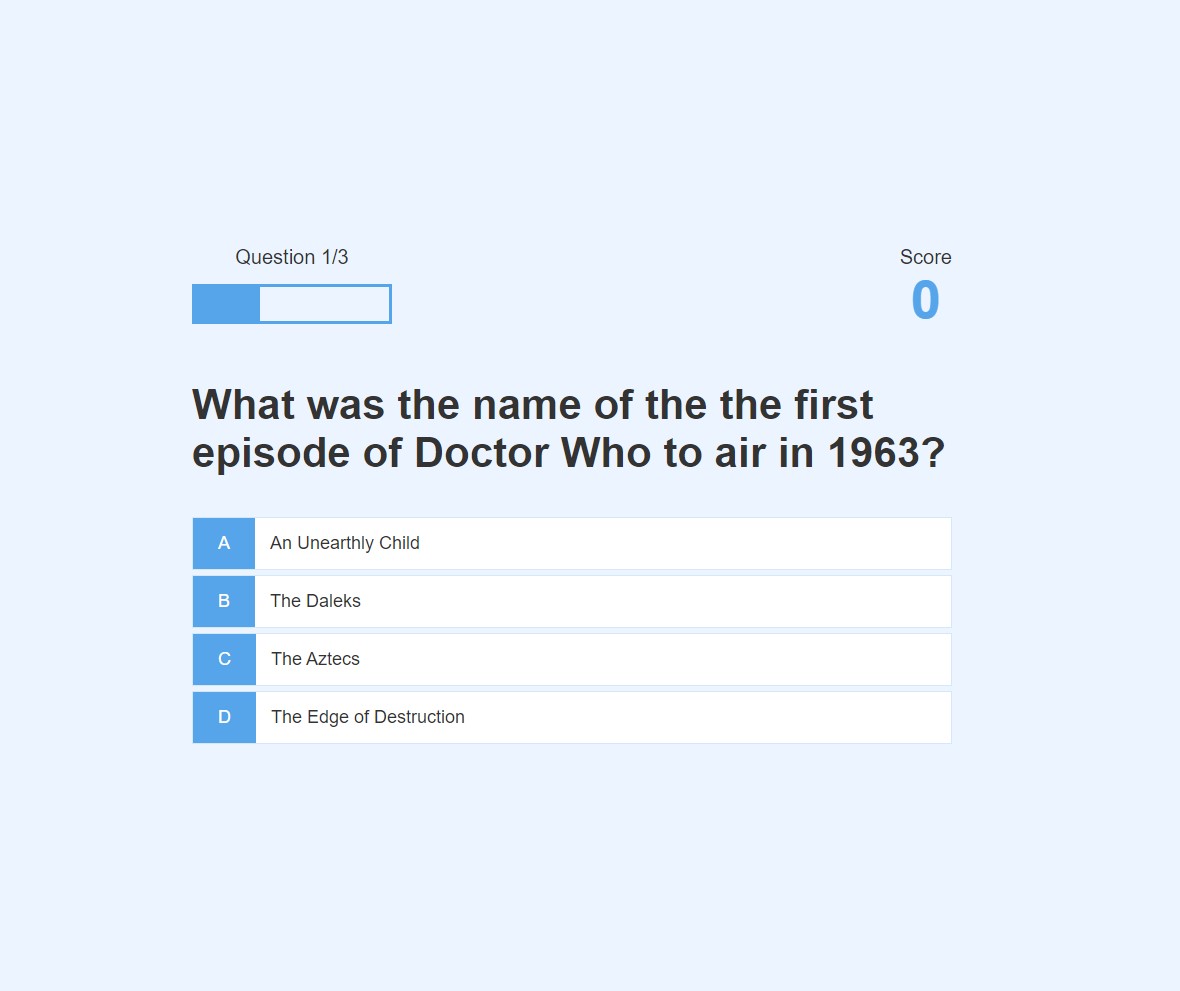 Question 1/3
Score
0
What was the name of the the first
episode of Doctor Who to air in 1963?
A An Unearthly Child
B The Daleks
C The Aztecs
D The Edge of Destruction